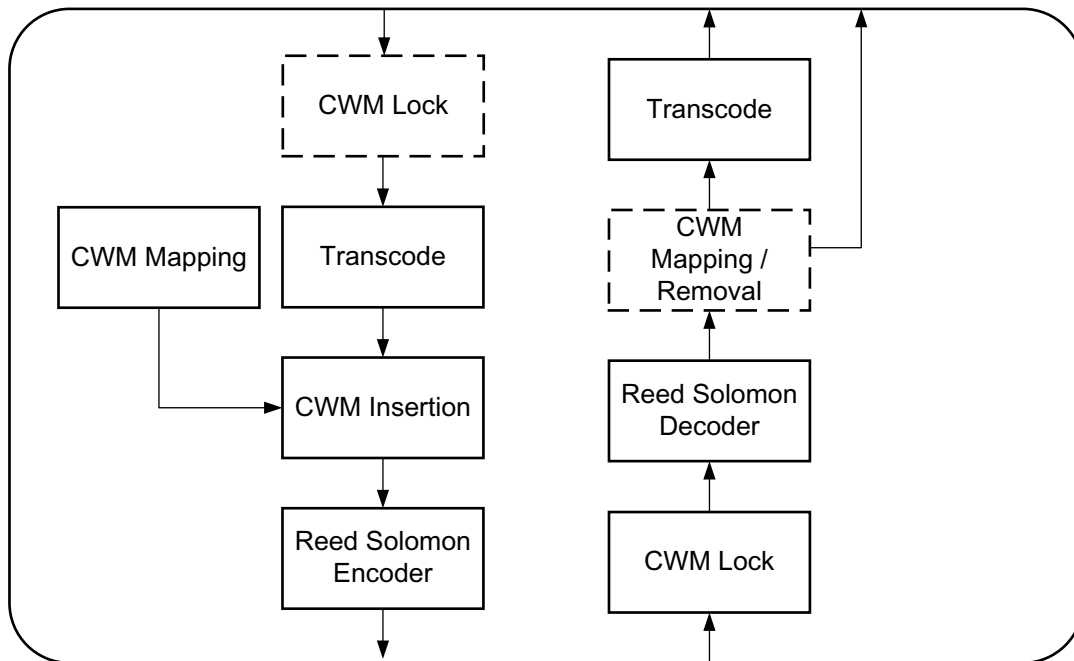 CWM Lock
CWM Mapping
Transcode
CWM Insertion
Reed Solomon
Encoder
Transcode
CWM
Mapping /
Removal
Reed Solomon
Decoder
CWM Lock